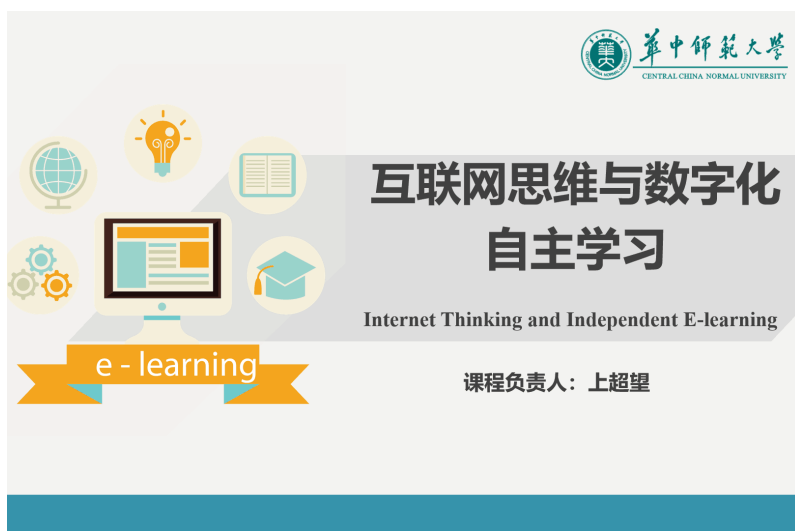 華中師範大學
CENTRAL CHINA NORMAL UNIVERSITY
互联网思维与数字化
自主学习
Internet Thinking and Independent E-learning
e - learning
课程负责人：上超望